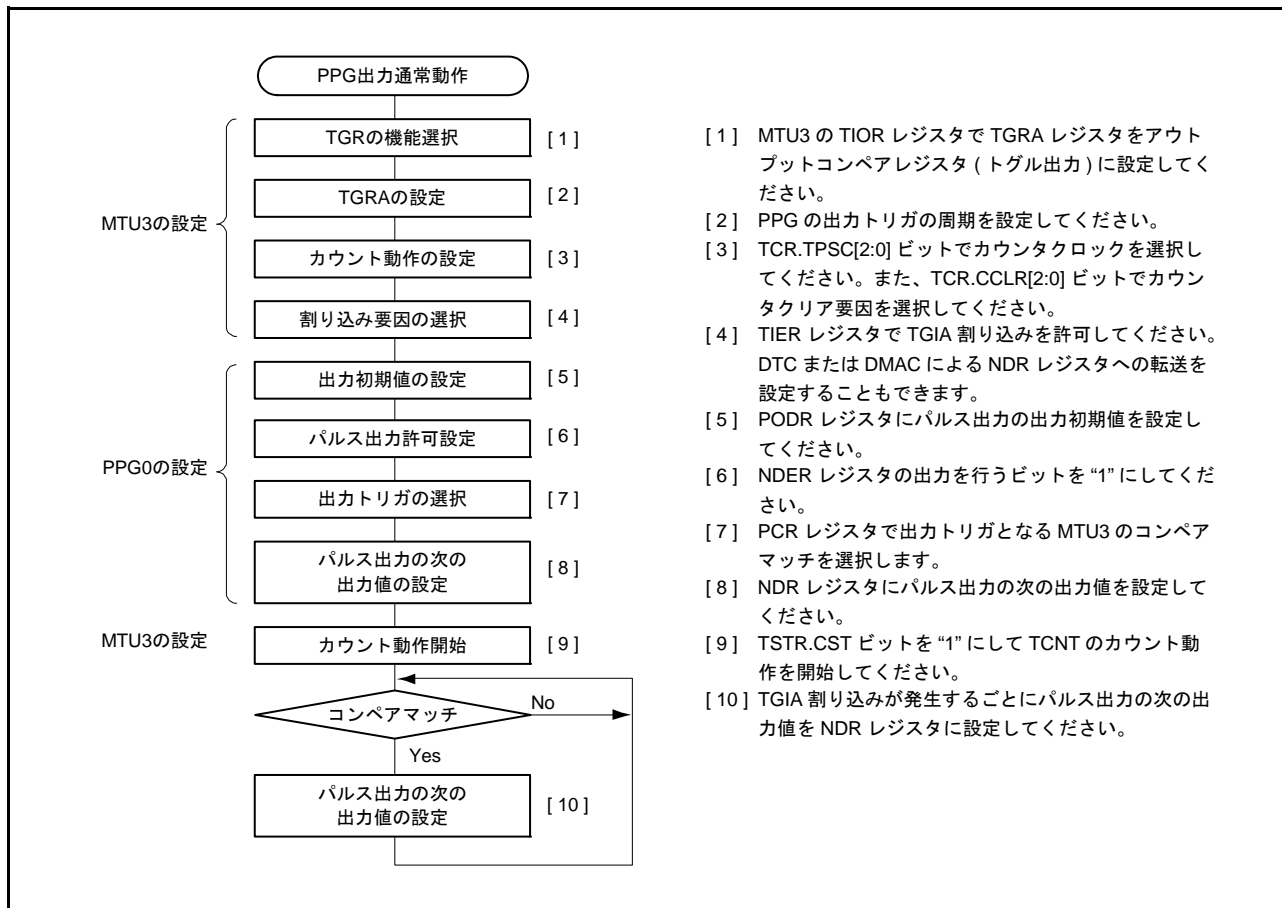 PPG出力通常動作
TGRの機能選択 [ 1 ]
TGRAの設定 [ 2 ]
MTU3の設定
カウント動作の設定 [ 3 ]
割り込み要因の選択 [ 4 ]
出力初期値の設定 [ 5 ]
パルス出力許可設定 [ 6 ]
PPG0の設定
出力トリガの選択 [ 7 ]
パルス出力の次の
出力値の設定 [ 8 ]
MTU3の設定
カウント動作開始 [ 9 ]
コンペアマッチ
No
Yes
パルス出力の次の
出力値の設定 [ 10 ]
[ 1 ] MTU3 の TIOR レジスタで TGRA レジスタをアウト
プットコンペアレジスタ ( トグル出力 ) に設定してく
ださい。
[ 2 ] PPG の出力トリガの周期を設定してください。
[ 3 ] TCR.TPSC[2:0] ビットでカウンタクロックを選択し
てください。また、TCR.CCLR[2:0] ビットでカウン
タクリア要因を選択してください。
[ 4 ] TIER レジスタで TGIA 割り込みを許可してください。
DTC または DMAC による NDR レジスタへの転送を
設定することもできます。
[ 5 ] PODR レジスタにパルス出力の出力初期値を設定し
てください。
[ 6 ] NDER レジスタの出力を行うビットを “1” にしてくだ
さい。
[ 7 ] PCR レジスタで出力トリガとなる MTU3 のコンペア
マッチを選択します。
[ 8 ] NDR レジスタにパルス出力の次の出力値を設定して
ください。
[ 9 ] TSTR.CST ビットを “1” にして TCNT のカウント動
作を開始してください。
[ 10 ] TGIA 割り込みが発生するごとにパルス出力の次の出
力値を NDR レジスタに設定してください。